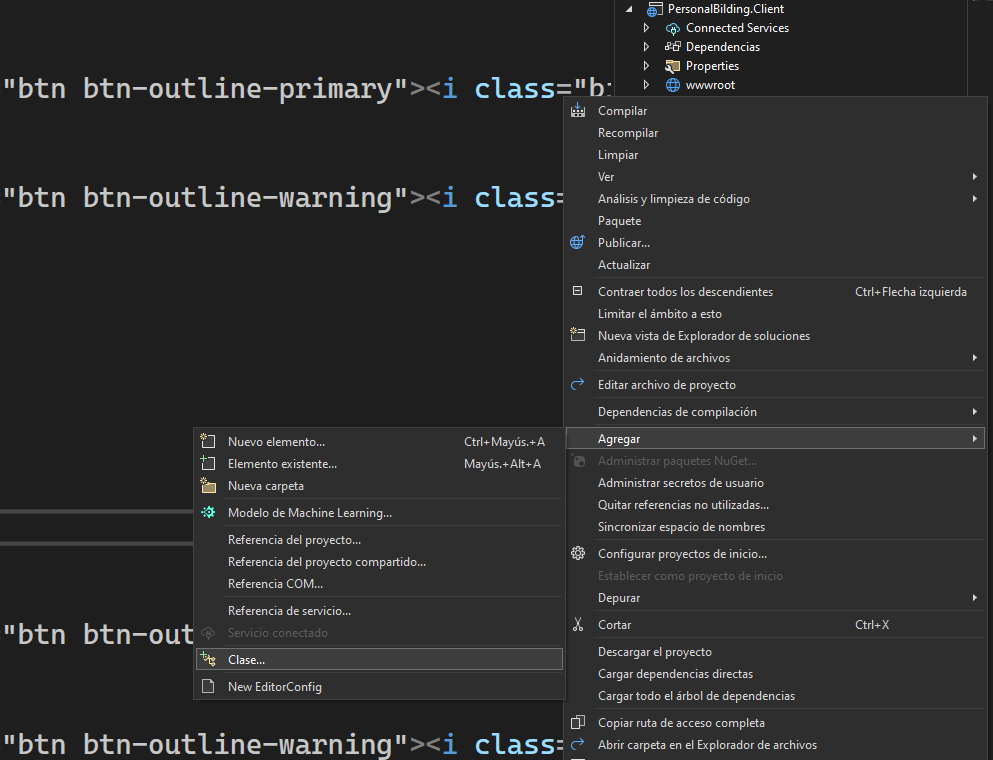 PersonalBilding.Client
Connected Services
Dependencias
Properties
wwwroot
"btn btn-outline-primary"><i class="bi
"btn btn-outline-warning"><i class=
Compilar
Recompilar
Limpiar
Ver
Análisis y limpieza de código
Paquete
Publicar...
Actualizar
Contraer todos los descendientes Ctrl+Flecha izquierda
Limitar el ámbito a esto
Nueva vista de Explorador de soluciones
Anidamiento de archivos
Editar archivo de proyecto
Dependencias de compilación
Agregar
Administrar paquetes NuGet...
Administrar secretos de usuario
Quitar referencias no utilizadas...
Sincronizar espacio de nombres
Configurar proyectos de inicio...
Establecer como proyecto de inicio
Depurar
Cortar Ctrl+X
Descargar el proyecto
Cargar dependencias directas
Cargar todo el árbol de dependencias
Copiar ruta de acceso completa
Abrir carpeta en el Explorador de archivos
Nuevo elemento... Ctrl+Mayús.+A
Elemento existente... Mayús.+Alt+A
Nueva carpeta
Modelo de Machine Learning...
Referencia del proyecto...
Referencia del proyecto compartido...
Referencia COM...
Referencia de servicio...
Servicio conectado
Clase...
New EditorConfig
"btn btn-out
"btn btn-outline-warning"><i class=